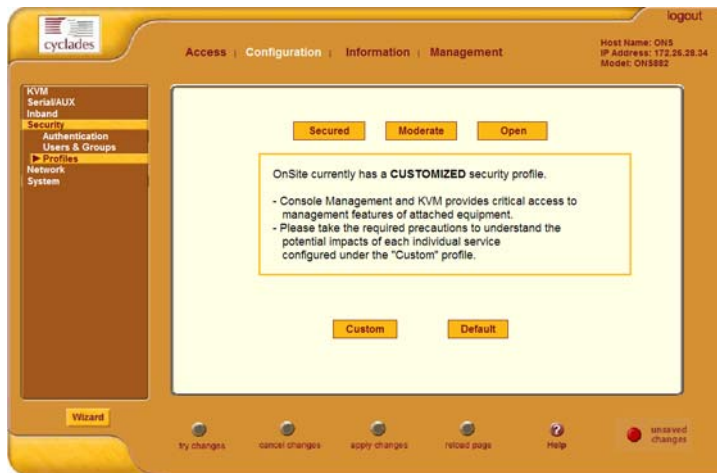 cyclades
logout
Access | Configuration | Information | Management
Host Name: ONS
IP Address: 172.26.28.34
Model: ONS882
KVM
Serial/AUX
Inband
Security
Authentication
Users & Groups
Profiles
Network
System
Secured Moderate Open
OnSite currently has a CUSTOMIZED security profile.
- Console Management and KVM provides critical access to
management features of attached equipment.
- Please take the required precautions to understand the
potential impacts of each individual service
configured under the "Custom" profile.
Custom Default
Wizard
try changes cancel changes apply changes reload page Help
unsaved
changes